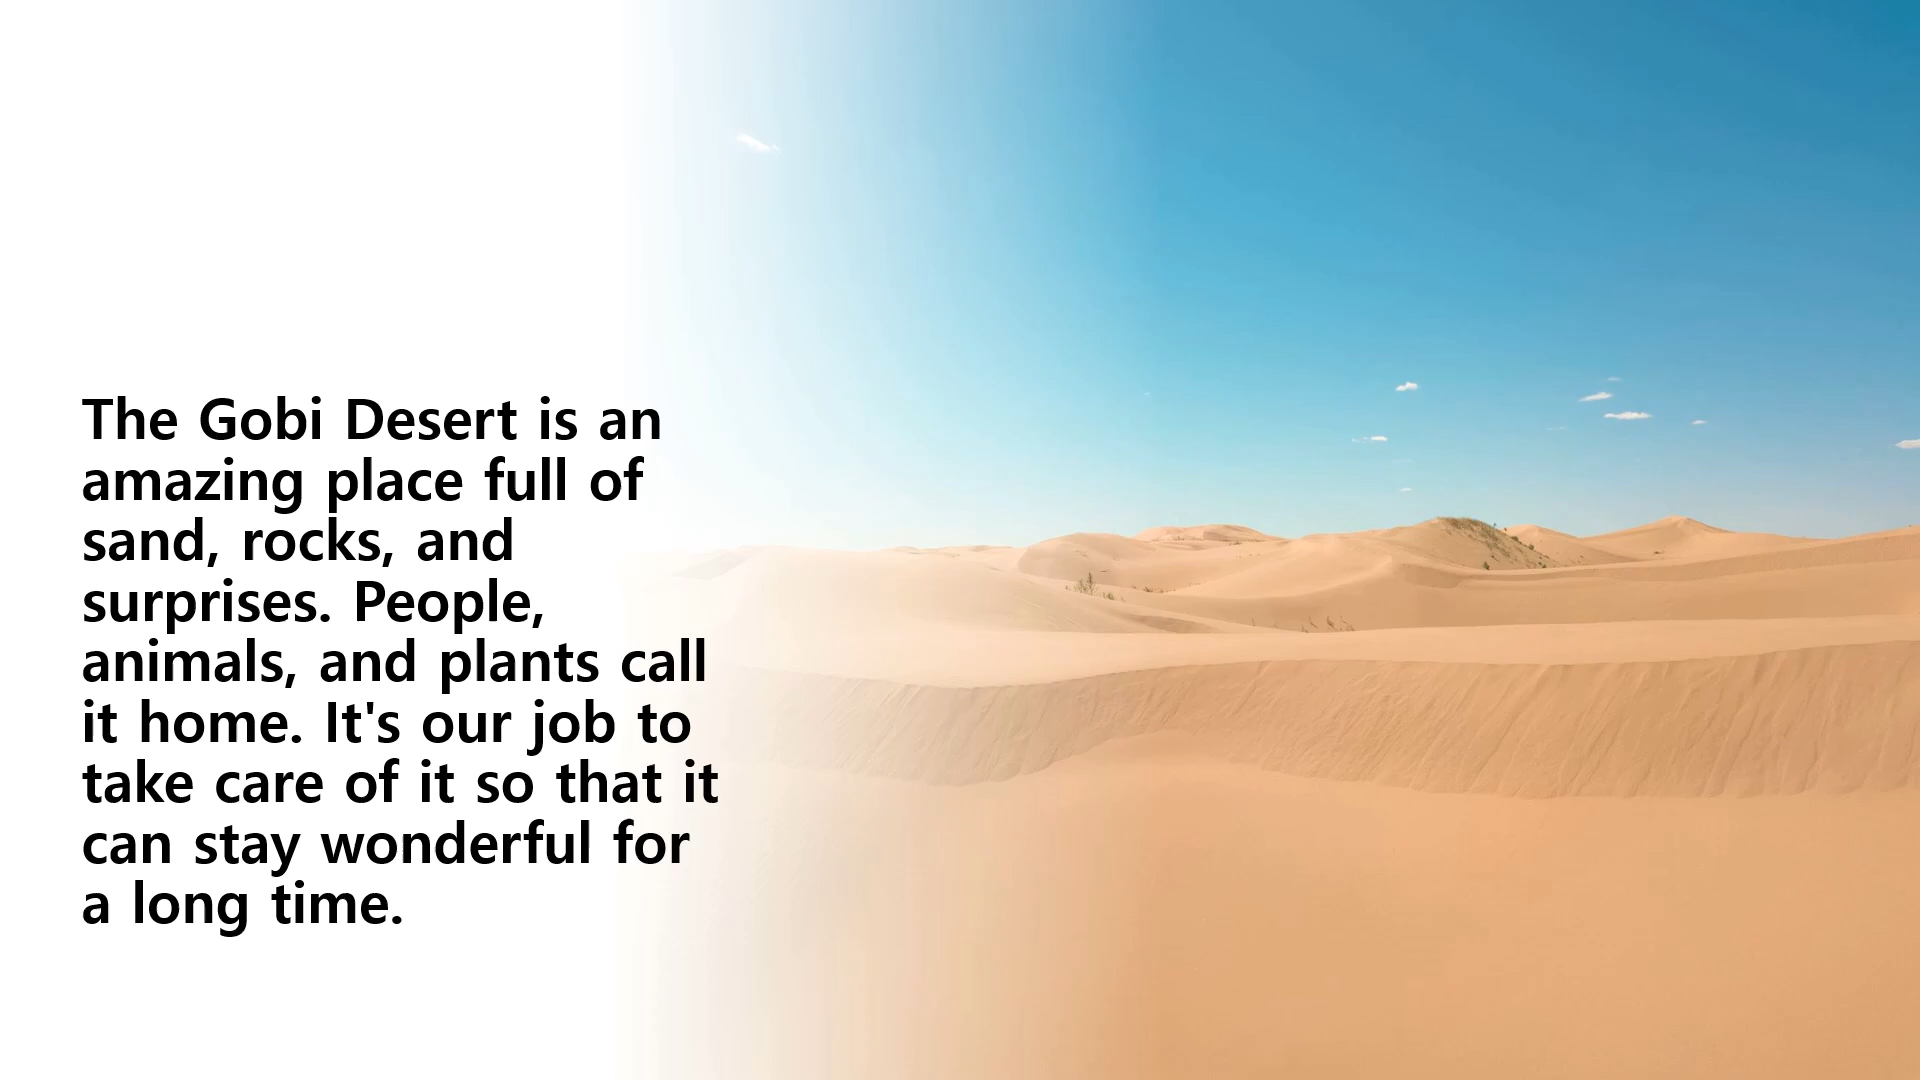 The Gobi Desert is an
amazing place full of
sand, rocks, and
surprises. People,
animals, and plants call
it home. It's our job to
take care of it so that it
can stay wonderful for
a long time.